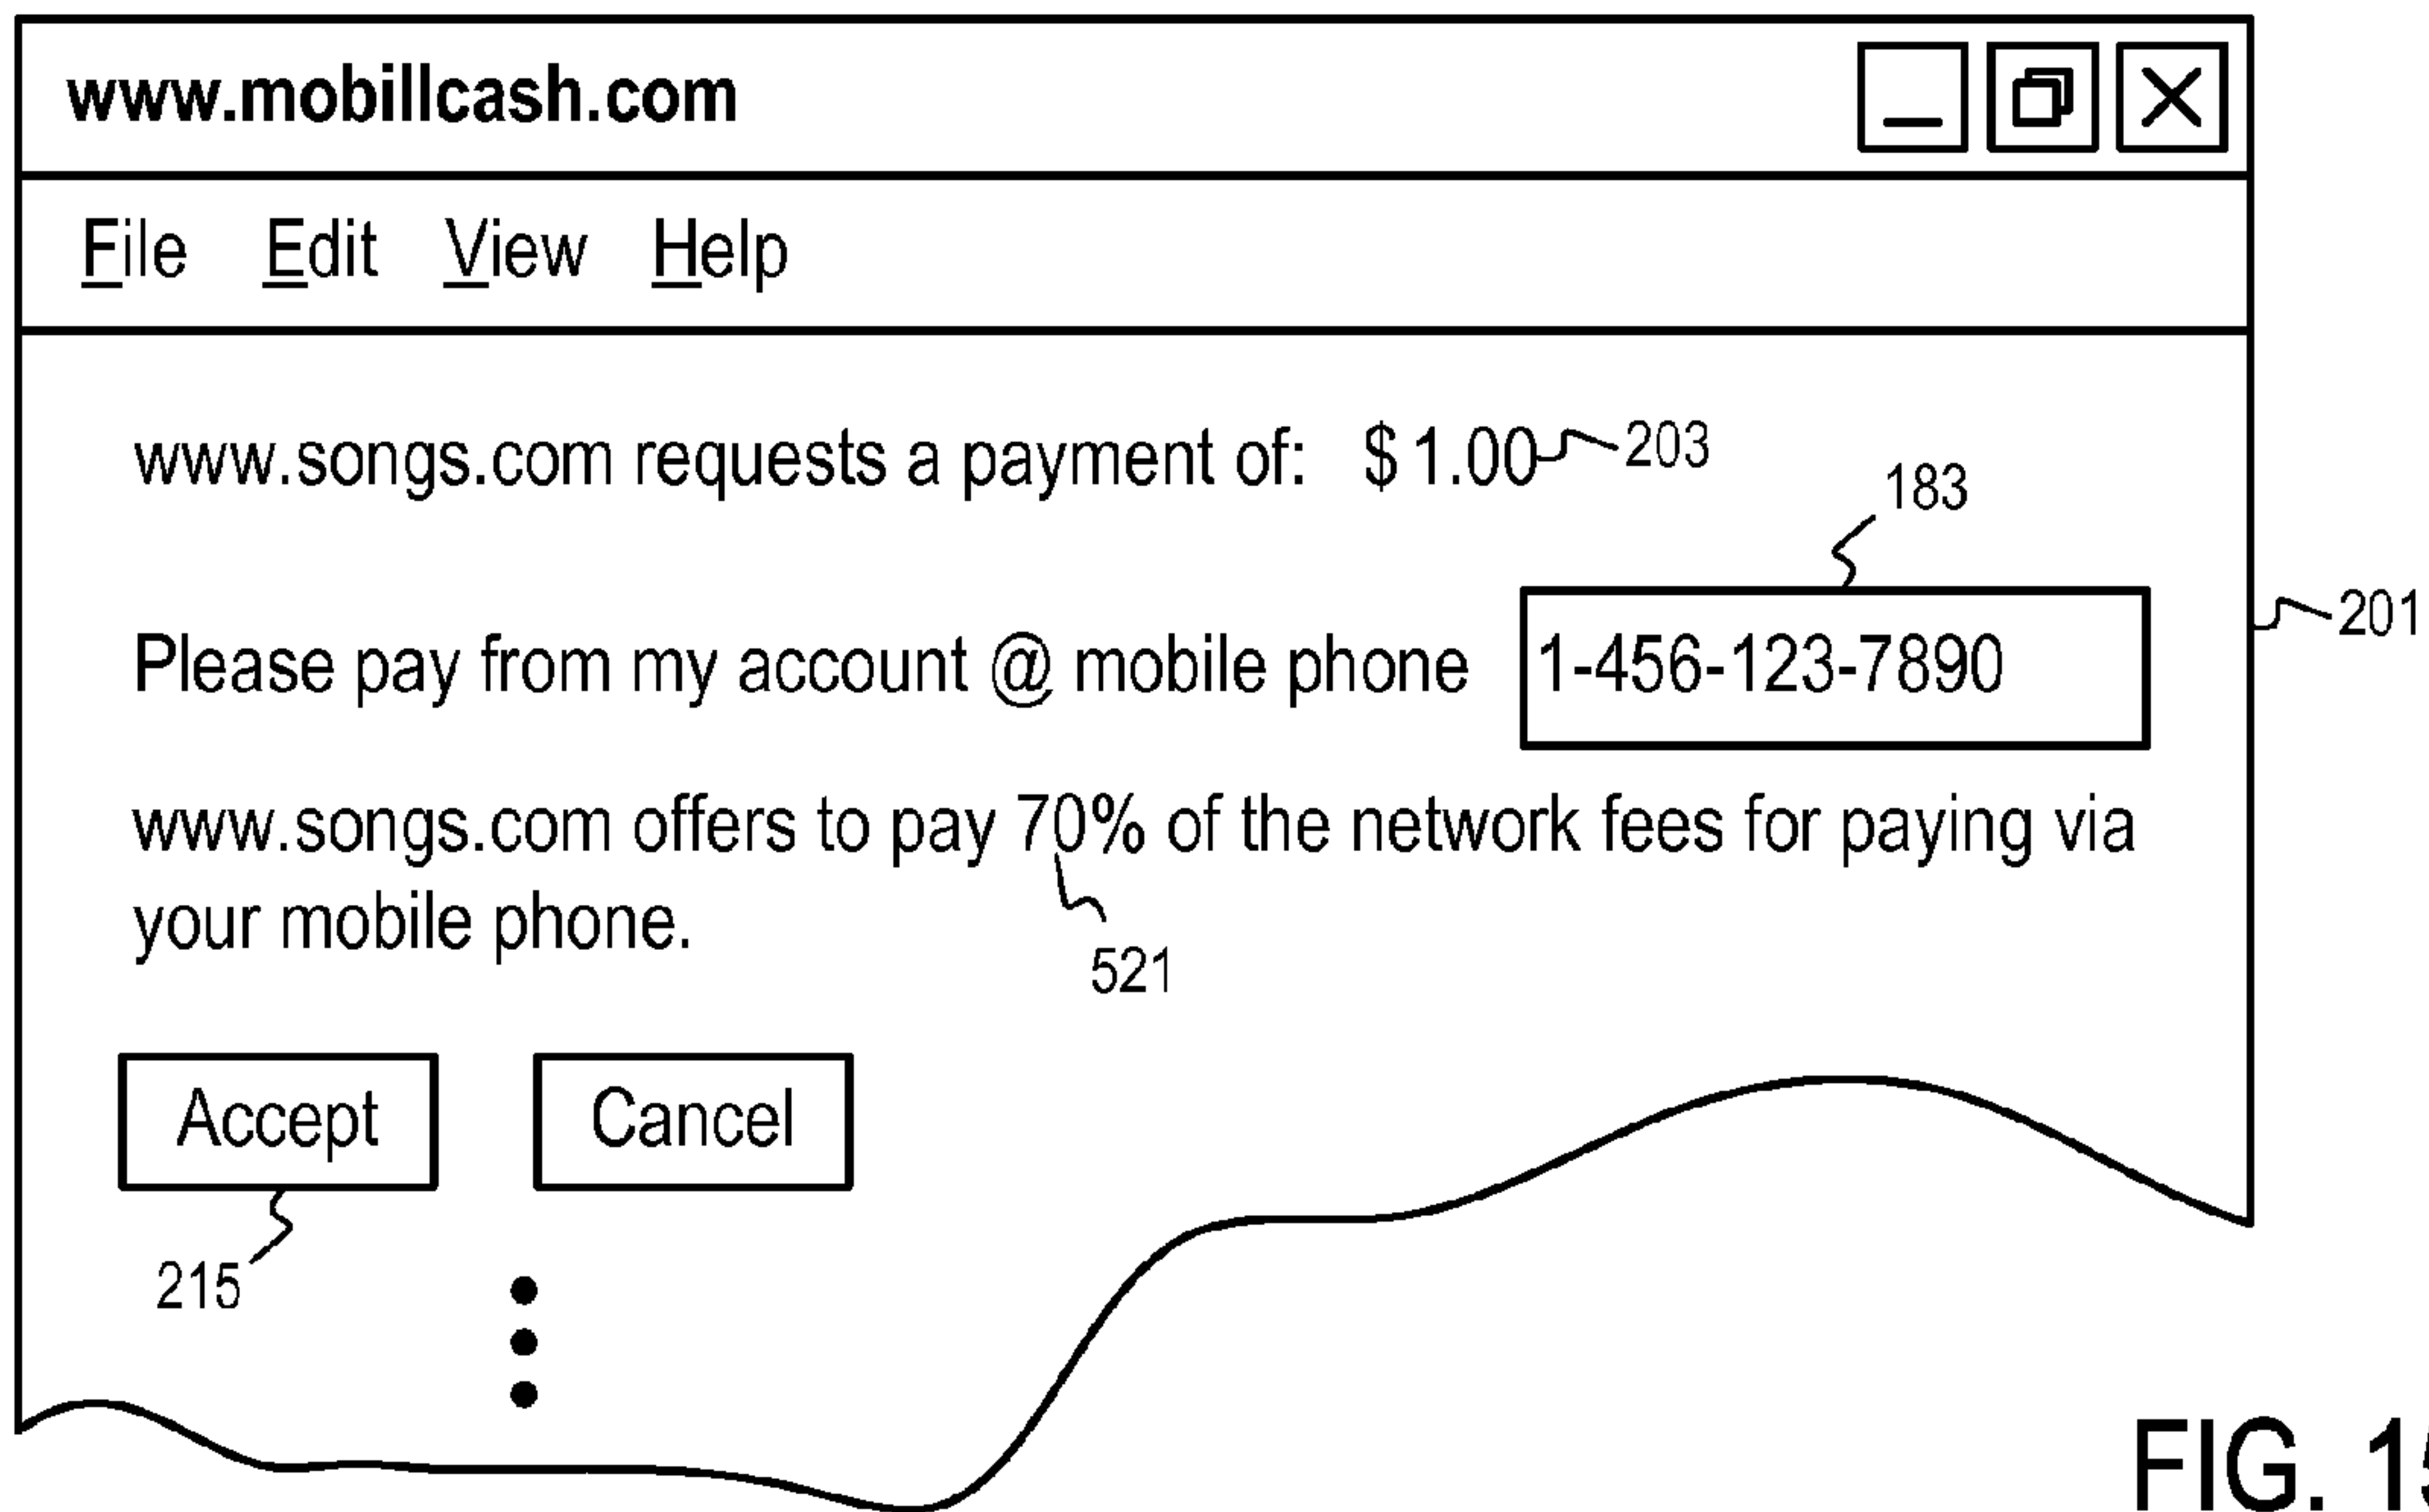 www.mobillcash.com
File Edit View Help
www.songs.com requests a payment of: $ 1.00 203
183
Please pay from my account @ mobile phone 1-456-123-7890
201
www.songs.com offers to pay 70% of the network fees for paying via
your mobile phone.
521
Accept Cancel
215
FIG. 15